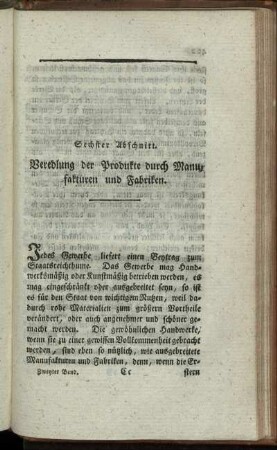 Sechster Abschnitt.
Veredlung der Produkte durch Manu-
fakturen und Fabriken.
Jedes Gewerbe liefert einen Beytrag zum
Staatsreichthume. Das Gewerbe mag Hand-
werksmäßig oder Kunstmäßig betrieben werden, es
mag eingeschränkt oder ausgebreitet seyn, so ist
es für den Staat von wichtigem Nutzen, weil da-
durch rohe Materialien zum größern Vortheile
verändert, oder auch angenehmer und schöner ge-
macht werden. Die gewöhnlichen Handwerke,
wenn sie zu einer gewissen Vollkommenheit gebracht
werden, sind eben so nützlich, wie ausgebreitete
Manufakturen und Fabriken, denn, wenn die Er-
Zweyter Band. Cc stern